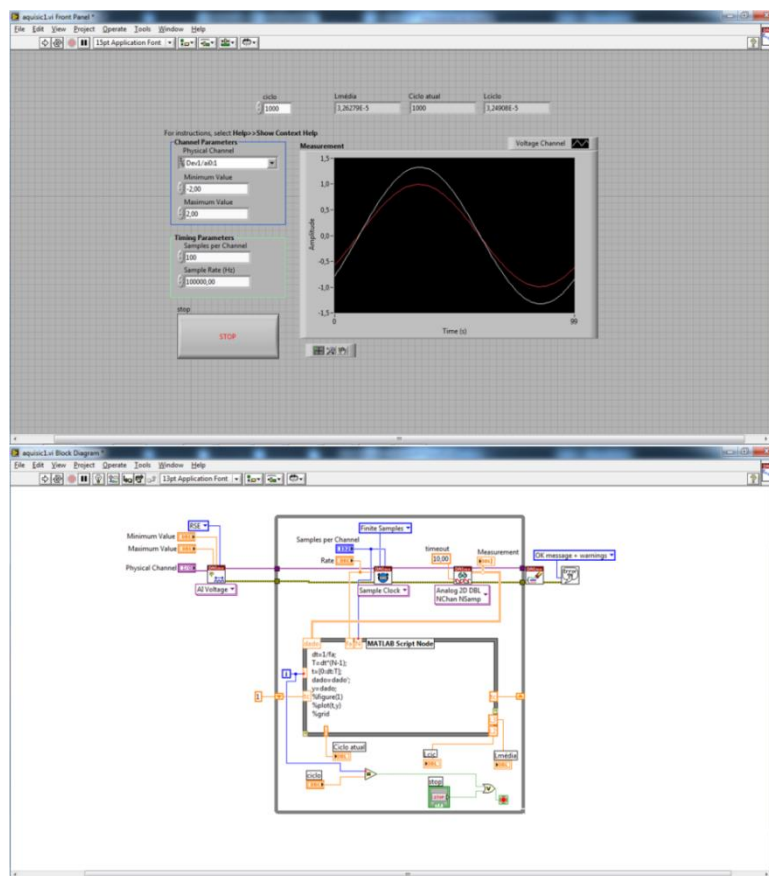 aquisic1.vi Front Panel *
File Edit View Project Operate Tools Window Help
15pt Application Font
ciclo
1000
Lmédia
3,26279E-5
Ciclo atual
1000
Lciclo
3,24908E-5
For instructions, select Help>>Show Context Help
Channel Parameters
Physical Channel
Dev1/ai0:1
Minimum Value
-2,00
Maximum Value
2,00
Timing Parameters
Samples per Channel
100
Sample Rate (Hz)
100000,00
stop
STOP
Measurement
Voltage Channel
Amplitude
1,5
1,0
0,5
0,0
-0,5
-1,0
-1,5
0
99
Time (s)
aquisic1.vi Block Diagram *
File Edit View Project Operate Tools Window Help
13pt Application Font
RSE
Minimum Value
Maximum Value
Physical Channel
AI Voltage
Finite Samples
Samples per Channel
Rate
Sample Clock
timeout
10,00
Measurement
Analog 2D DBL
NChan NSamp
OK message + warnings
dado
MATLAB Script Node
dt=1/fa;
T=dt*(N-1);
t=[0:dt:T];
dado=dado';
y=dado;
%figure(1)
%plot(t,y)
%grid
i
1
Ciclo atual
Lcic
Lmédia
ciclo
stop